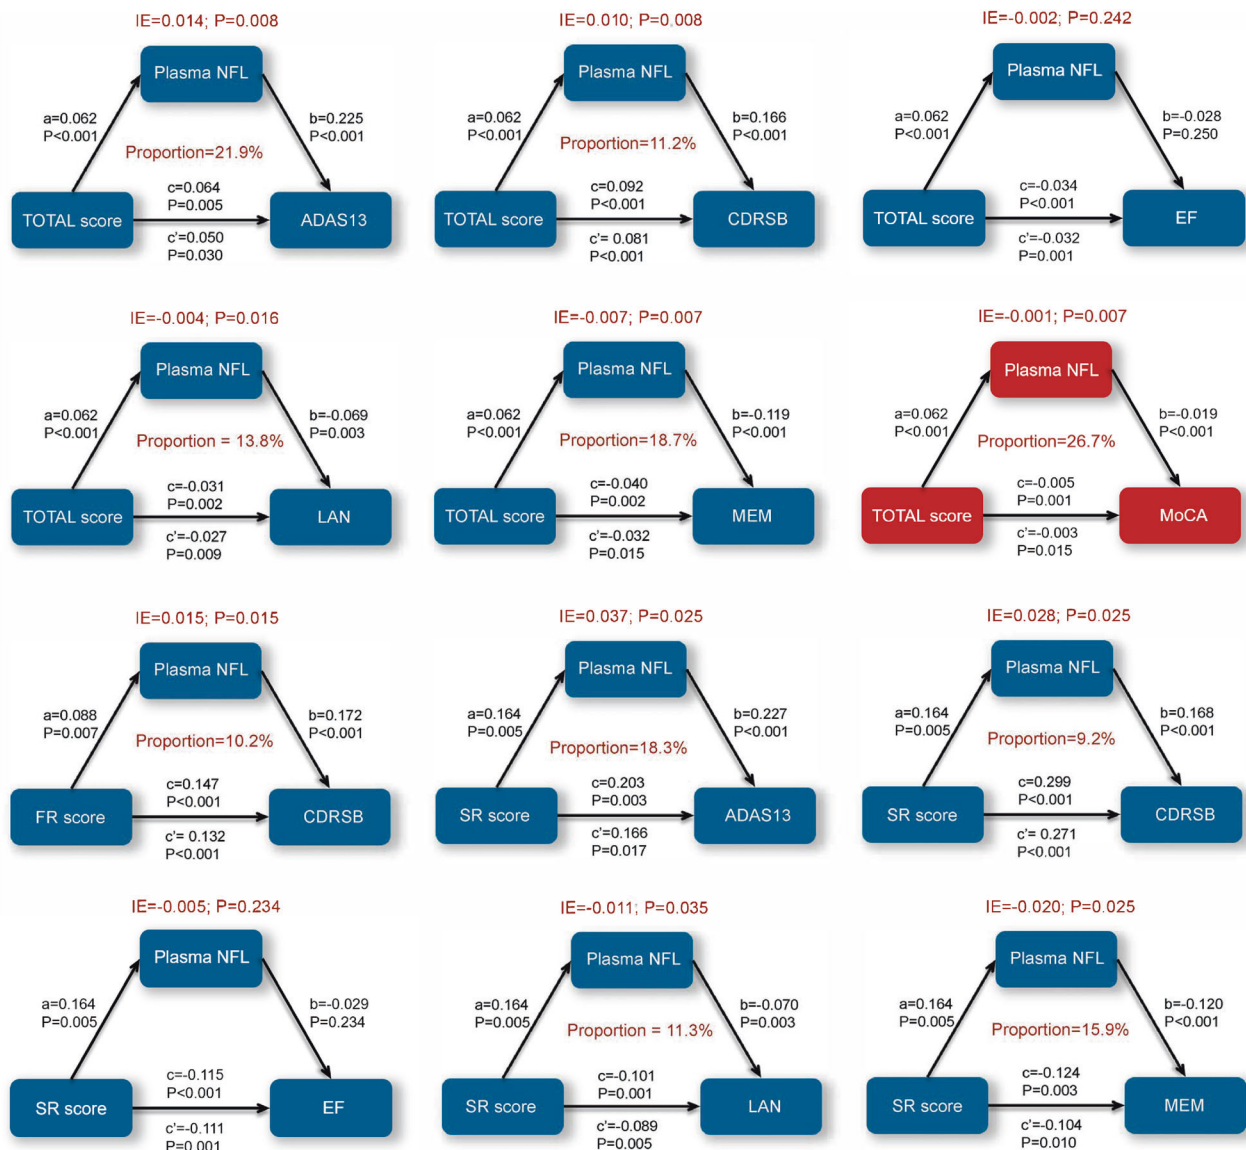 IE=0.014; P=0.008
Plasma NFL
a=0.062
P<0.001
b=0.225
P<0.001
Proportion=21.9%
TOTAL score
c=0.064
P=0.005
c'=0.050
P=0.030
ADAS13
IE=0.010; P=0.008
Plasma NFL
a=0.062
P<0.001
b=0.166
P<0.001
Proportion=11.2%
TOTAL score
c=0.092
P<0.001
c'= 0.081
P<0.001
CDRSB
IE=-0.002; P=0.242
Plasma NFL
a=0.062
P<0.001
b=-0.028
P=0.250
TOTAL score
c=-0.034
P<0.001
c'=-0.032
P=0.001
EF
IE=-0.004; P=0.016
Plasma NFL
a=0.062
P<0.001
b=-0.069
P=0.003
Proportion = 13.8%
TOTAL score
c=-0.031
P=0.002
c'=-0.027
P=0.009
LAN
IE=-0.007; P=0.007
Plasma NFL
a=0.062
P<0.001
b=-0.119
P<0.001
Proportion=18.7%
TOTAL score
c=-0.040
P=0.002
c'=-0.032
P=0.015
MEM
IE=-0.001; P=0.007
Plasma NFL
a=0.062
P<0.001
b=-0.019
P<0.001
Proportion=26.7%
TOTAL score
c=-0.005
P=0.001
c'=-0.003
P=0.015
MoCA
IE=0.015; P=0.015
Plasma NFL
a=0.088
P=0.007
b=0.172
P<0.001
Proportion=10.2%
FR score
c=0.147
P<0.001
c'= 0.132
P<0.001
CDRSB
IE=0.037; P=0.025
Plasma NFL
a=0.164
P=0.005
b=0.227
P<0.001
Proportion=18.3%
SR score
c=0.203
P=0.003
c'=0.166
P=0.017
ADAS13
IE=0.028; P=0.025
Plasma NFL
a=0.164
P=0.005
b=0.168
P<0.001
Proportion=9.2%
SR score
c=0.299
P<0.001
c'= 0.271
P<0.001
CDRSB
IE=-0.005; P=0.234
Plasma NFL
a=0.164
P=0.005
b=-0.029
P=0.234
SR score
c=-0.115
P<0.001
c'=-0.111
P=0.001
EF
IE=-0.011; P=0.035
Plasma NFL
a=0.164
P=0.005
b=-0.070
P=0.003
Proportion = 11.3%
SR score
c=-0.101
P=0.001
c'=-0.089
P=0.005
LAN
IE=-0.020; P=0.025
Plasma NFL
a=0.164
P=0.005
b=-0.120
P<0.001
Proportion=15.9%
SR score
c=-0.124
P=0.003
c'=-0.104
P=0.010
MEM